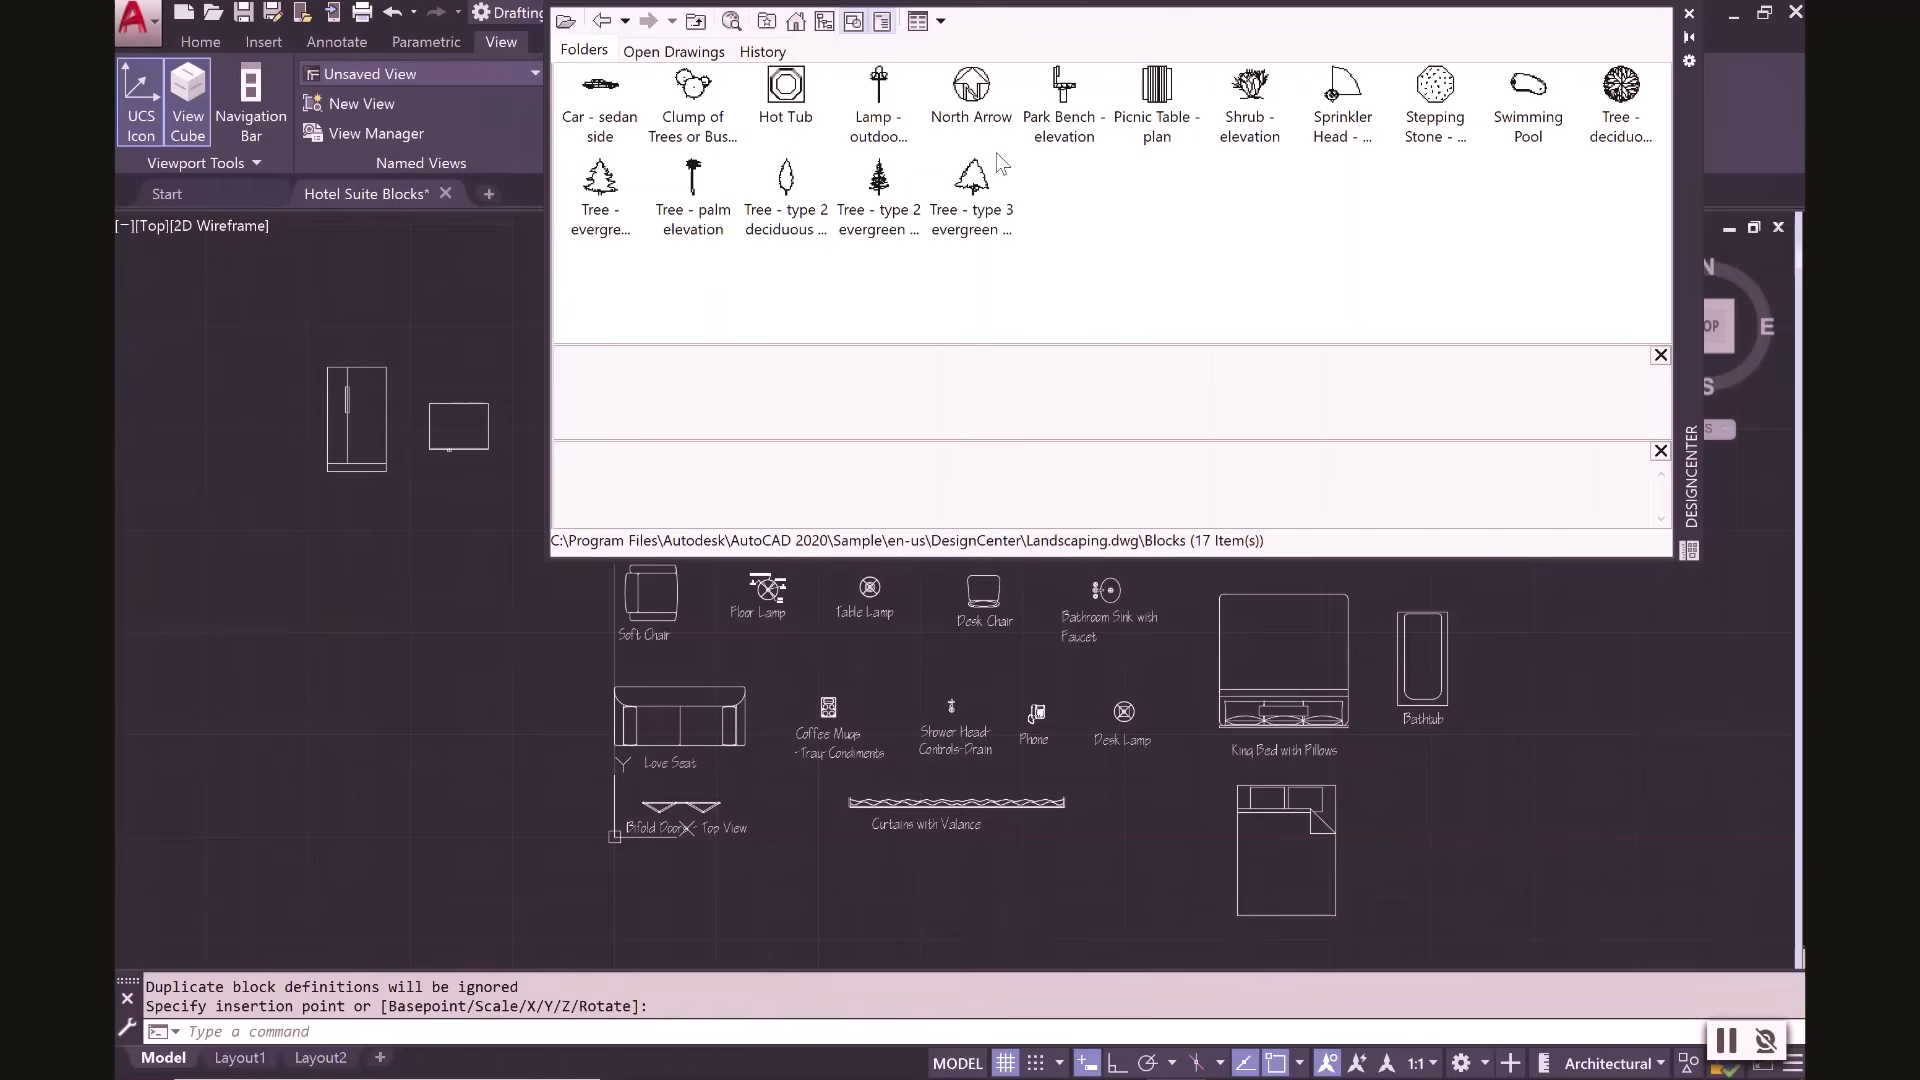 Drafting
Home Insert Annotate Parametric View
Unsaved View
New View
View Manager
UCS Icon
View Cube
Navigation Bar
Viewport Tools
Named Views
Start
Hotel Suite Blocks*
[−][Top][2D Wireframe]
Folders Open Drawings History
Car - sedan side
Clump of Trees or Bus...
Hot Tub
Lamp - outdoo...
North Arrow
Park Bench - elevation
Picnic Table - plan
Shrub - elevation
Sprinkler Head - ...
Stepping Stone - ...
Swimming Pool
Tree - deciduo...
Tree - evergre...
Tree - palm elevation
Tree - type 2 deciduous ...
Tree - type 2 evergreen ...
Tree - type 3 evergreen ...
C:\Program Files\Autodesk\AutoCAD 2020\Sample\en-us\DesignCenter\Landscaping.dwg\Blocks (17 Item(s))
DESIGNCENTER
N
OP
E
S
S
Soft Chair
Floor Lamp
Table Lamp
Desk Chair
Bathroom Sink with
Faucet
Love Seat
Coffee Mugs
-Tray-Condiments
Shower Head-
Controls-Drain
Phone
Desk Lamp
King Bed with Pillows
Bathtub
Y
Bifold Doors - Top View
X
Curtains with Valance
Duplicate block definitions will be ignored
Specify insertion point or [Basepoint/Scale/X/Y/Z/Rotate]:
Type a command
Model Layout1 Layout2
MODEL
1:1
Architectural